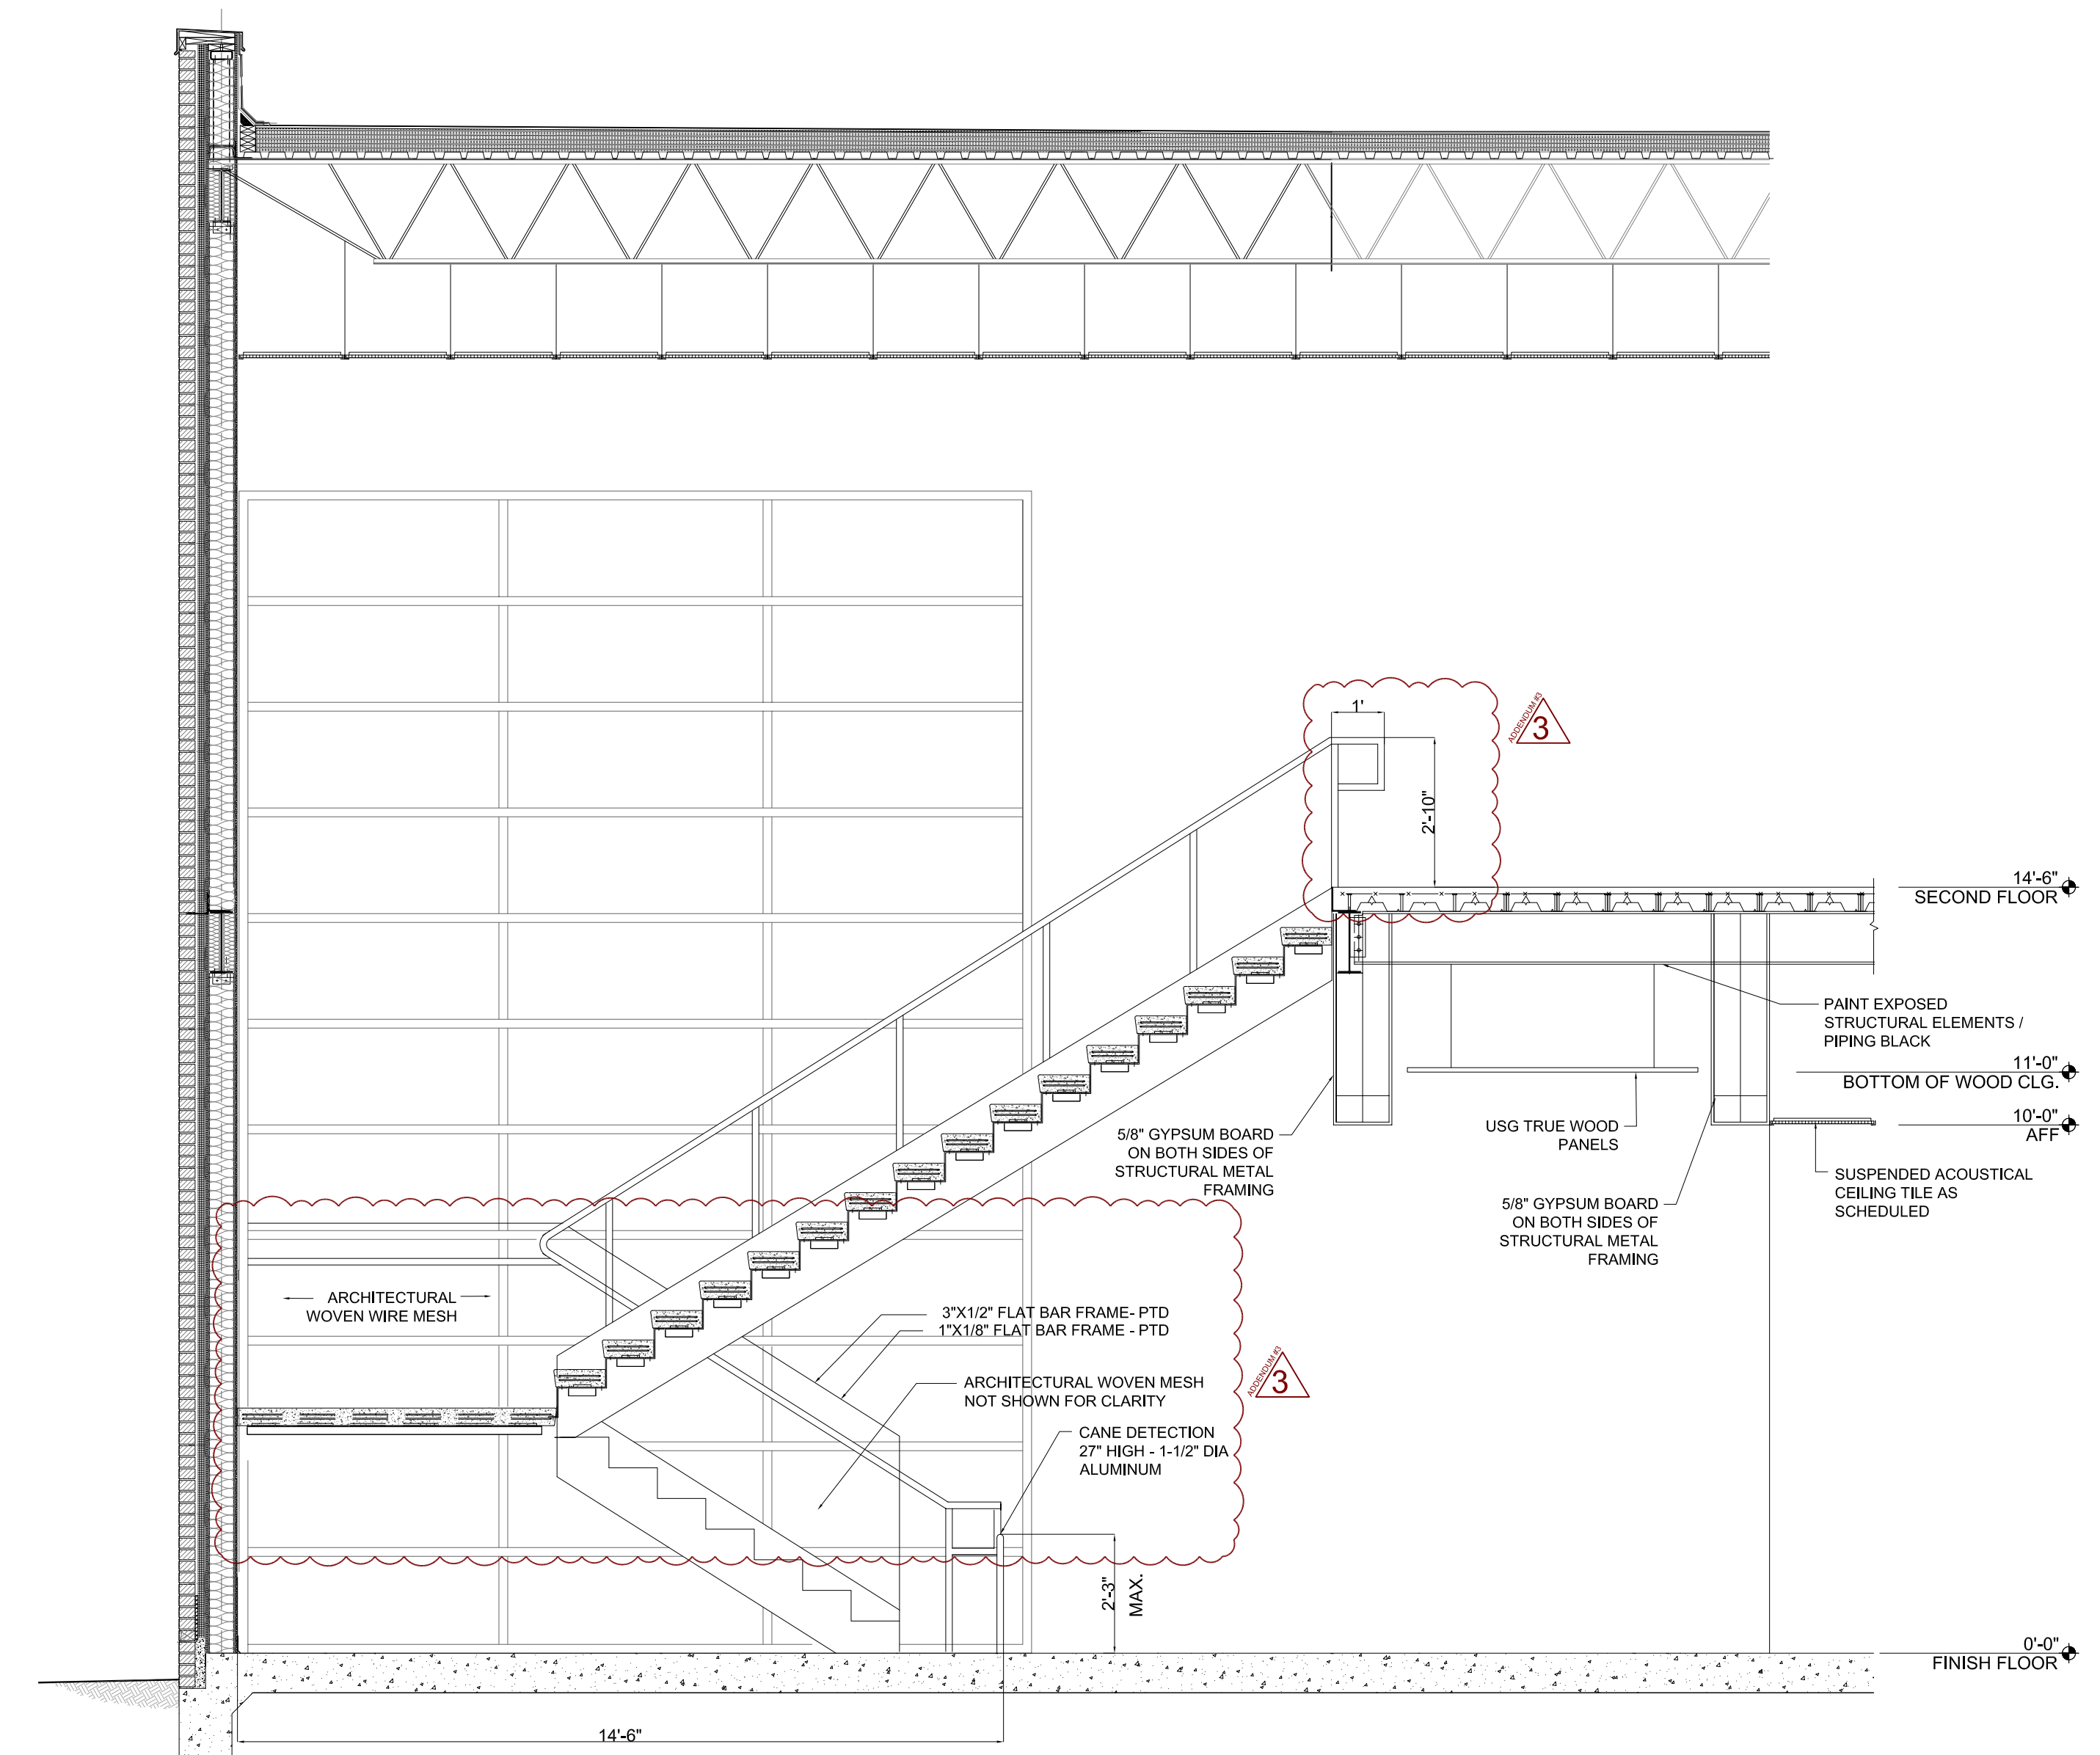 1'
ADDENDUM #3
3
2'-10"
14'-6"
SECOND FLOOR
PAINT EXPOSED
STRUCTURAL ELEMENTS /
PIPING BLACK
11'-0"
BOTTOM OF WOOD CLG.
10'-0"
AFF
5/8" GYPSUM BOARD
ON BOTH SIDES OF
STRUCTURAL METAL
FRAMING
USG TRUE WOOD
PANELS
SUSPENDED ACOUSTICAL
CEILING TILE AS
SCHEDULED
5/8" GYPSUM BOARD
ON BOTH SIDES OF
STRUCTURAL METAL
FRAMING
ARCHITECTURAL
WOVEN WIRE MESH
3"X1/2" FLAT BAR FRAME- PTD
1"X1/8" FLAT BAR FRAME - PTD
ADDENDUM #3
3
ARCHITECTURAL WOVEN MESH
NOT SHOWN FOR CLARITY
CANE DETECTION
27" HIGH - 1-1/2" DIA
ALUMINUM
2'-3"
MAX.
0'-0"
FINISH FLOOR
14'-6"